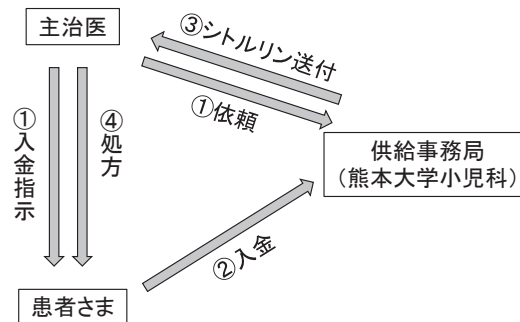 主治医
③シトルリン送付
①依頼
①入金指示
④処方
供給事務局
（熊本大学小児科）
②入金
患者さま